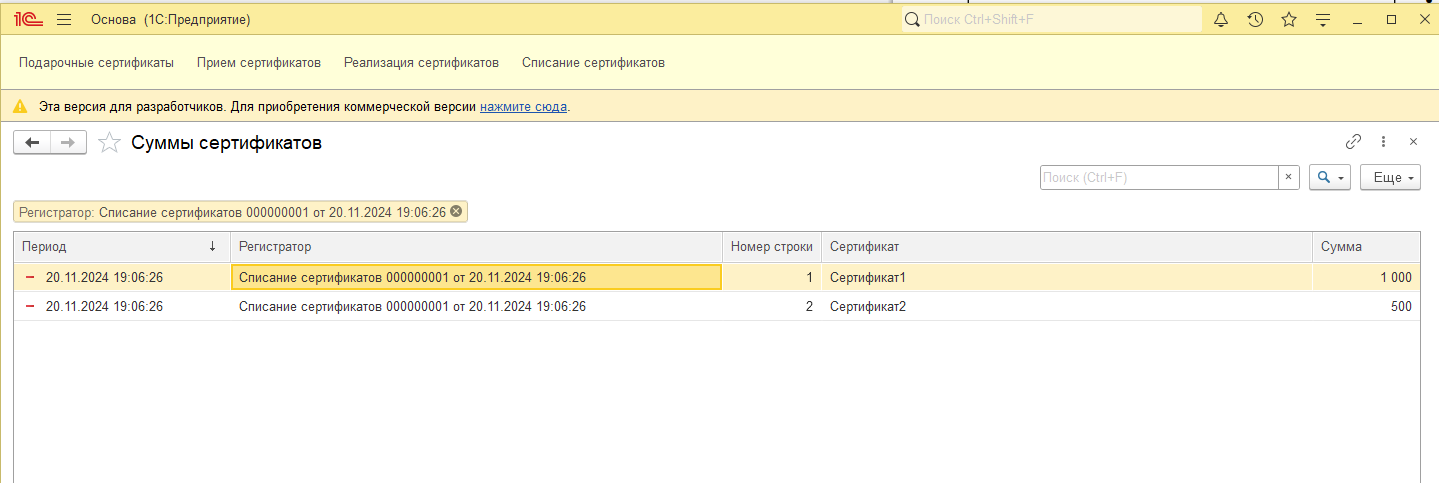 1С Основа (1С:Предприятие) Поиск Ctrl+Shift+F
Подарочные сертификаты Прием сертификатов Реализация сертификатов Списание сертификатов
Эта версия для разработчиков. Для приобретения коммерческой версии нажмите сюда.
Суммы сертификатов
Поиск (Ctrl+F) × Еще
Регистратор: Списание сертификатов 000000001 от 20.11.2024 19:06:26
Период ↓ Регистратор Номер строки Сертификат Сумма
20.11.2024 19:06:26 Списание сертификатов 000000001 от 20.11.2024 19:06:26 1 Сертификат1 1 000
20.11.2024 19:06:26 Списание сертификатов 000000001 от 20.11.2024 19:06:26 2 Сертификат2 500